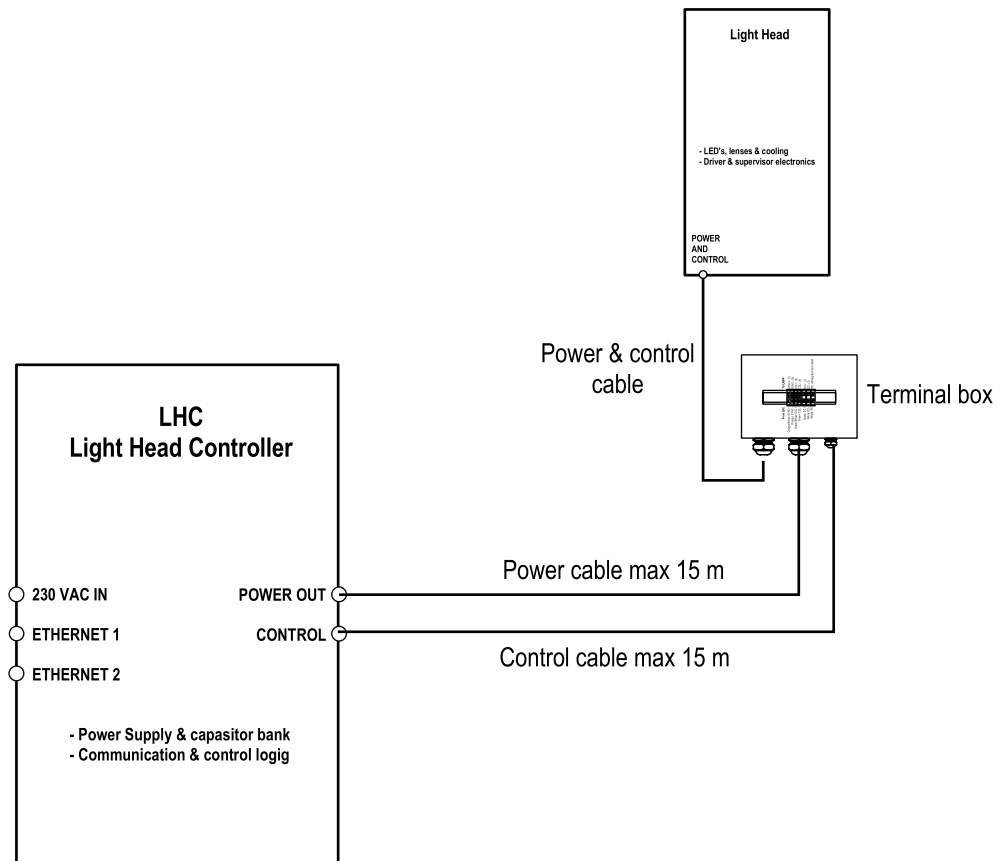 Light Head
- LED's, lenses & cooling
- Driver & supervisor electronics
POWER
AND
CONTROL
Power & control
cable
Terminal box
LHC
Light Head Controller
Power cable max 15 m
230 VAC IN
POWER OUT
ETHERNET 1
CONTROL
Control cable max 15 m
ETHERNET 2
- Power Supply & capasitor bank
- Communication & control logig